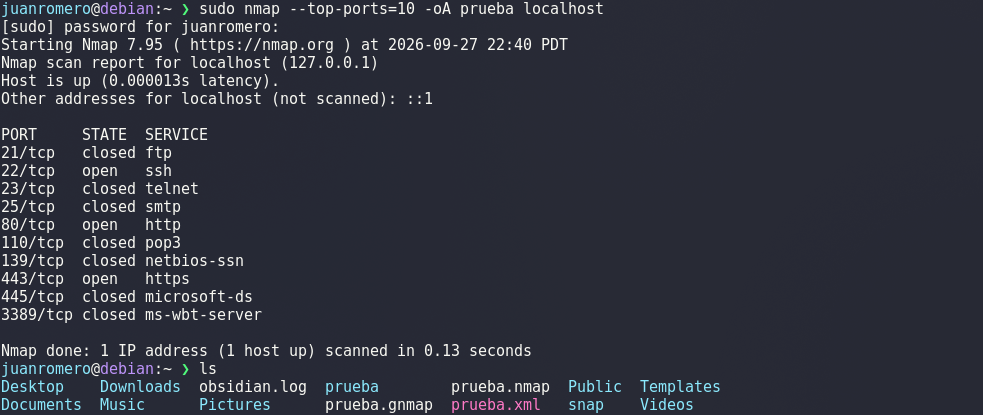 juanromero@debian:~ ❯ sudo nmap --top-ports=10 -oA prueba localhost
[sudo] password for juanromero:
Starting Nmap 7.95 ( https://nmap.org ) at 2026-09-27 22:40 PDT
Nmap scan report for localhost (127.0.0.1)
Host is up (0.000013s latency).
Other addresses for localhost (not scanned): ::1

PORT     STATE  SERVICE
21/tcp   closed ftp
22/tcp   open   ssh
23/tcp   closed telnet
25/tcp   closed smtp
80/tcp   open   http
110/tcp  closed pop3
139/tcp  closed netbios-ssn
443/tcp  open   https
445/tcp  closed microsoft-ds
3389/tcp closed ms-wbt-server

Nmap done: 1 IP address (1 host up) scanned in 0.13 seconds
juanromero@debian:~ ❯ ls
Desktop    Downloads  obsidian.log  prueba        prueba.nmap  Public  Templates
Documents  Music      Pictures      prueba.gnmap  prueba.xml   snap    Videos